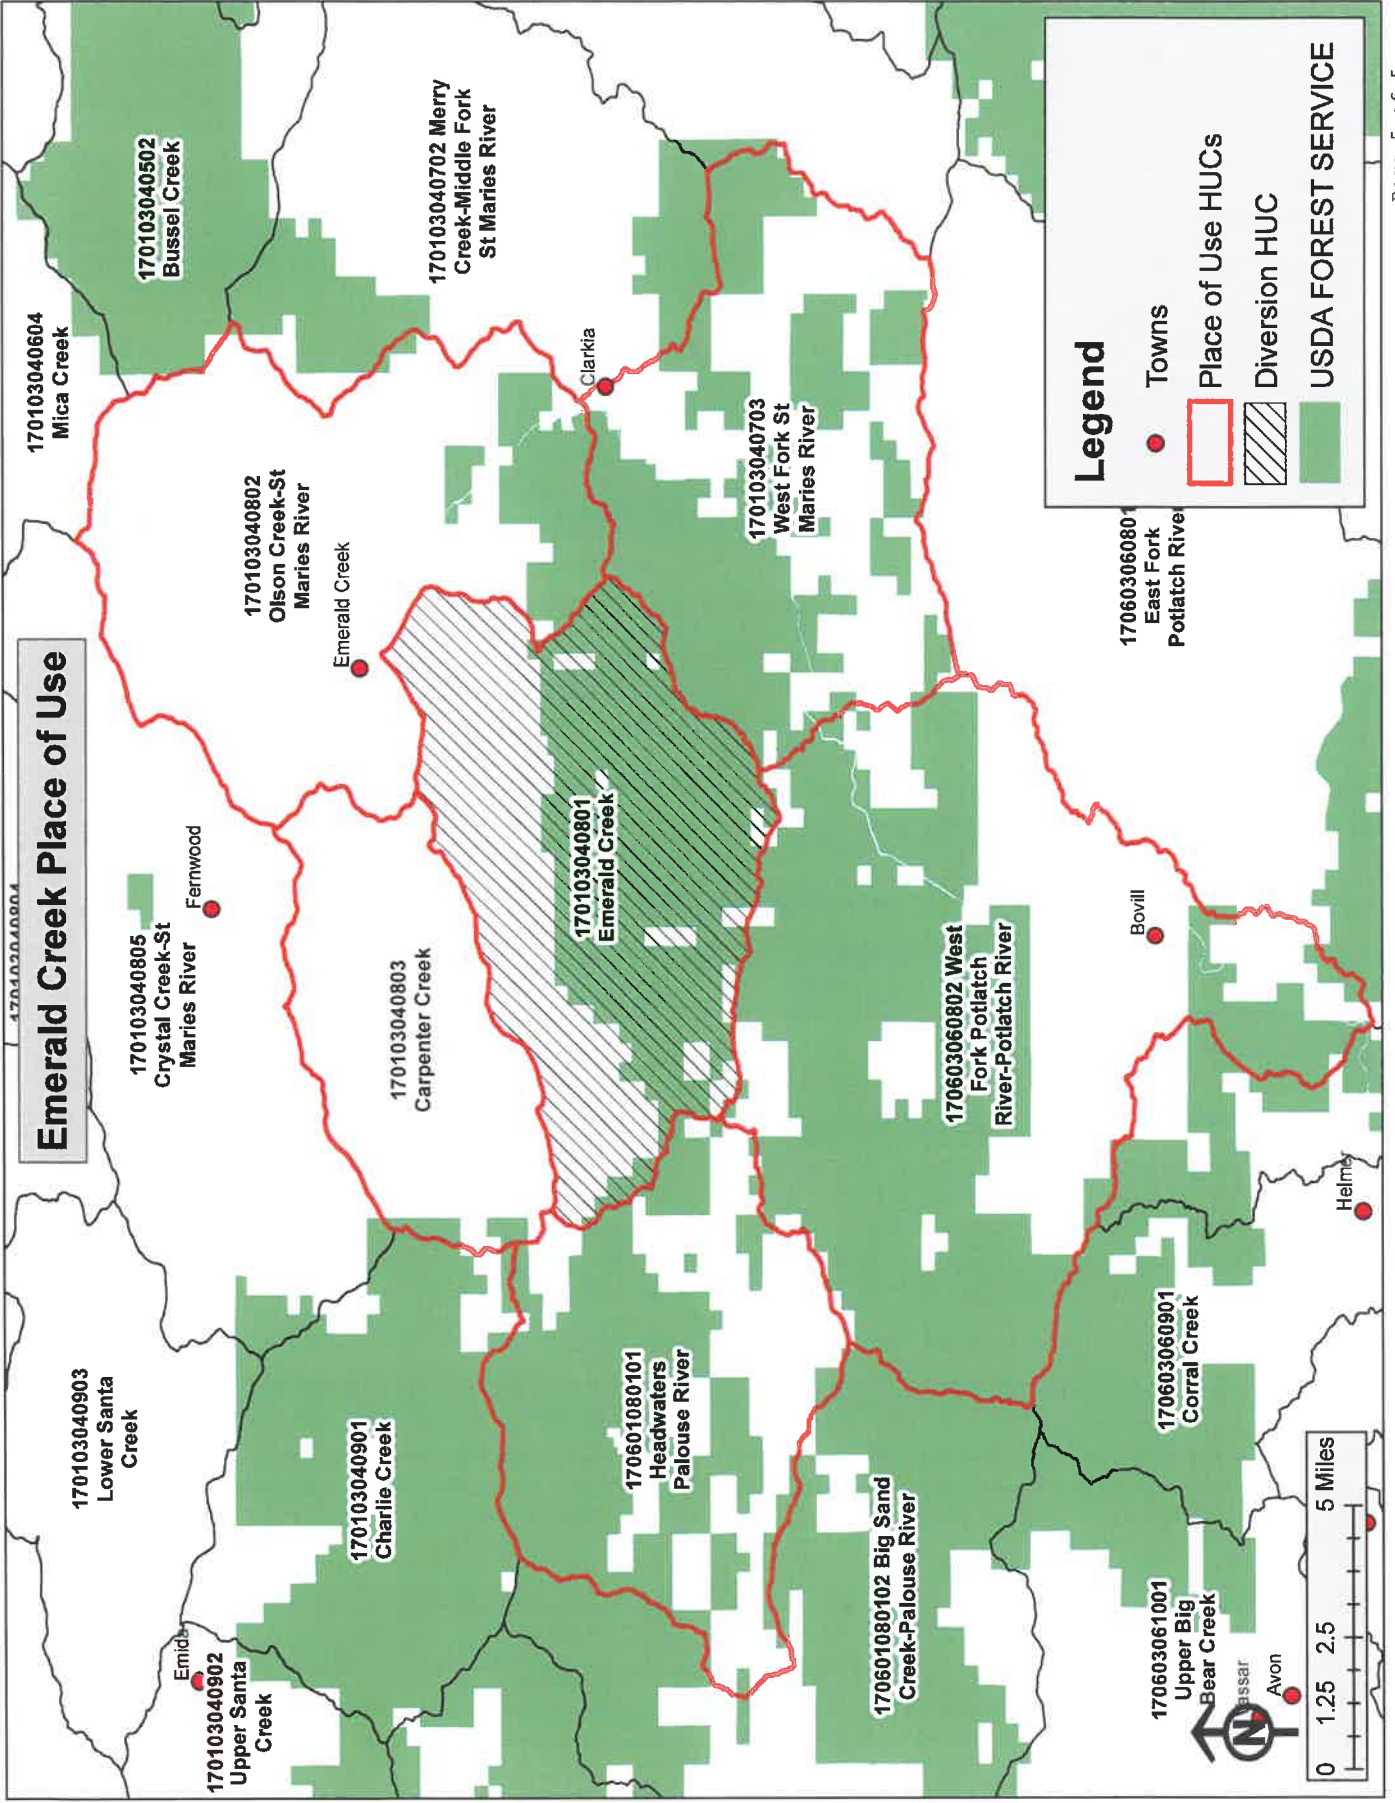 Emerald Creek Place of Use
170103040903
Lower Santa
Creek
170103040805
Crystal Creek-St
Maries River
Fernwood
170103040604
Mica Creek
170103040502
Bussel Creek
Emida
170103040902
Upper Santa
Creek
170103040901
Charlie Creek
170103040803
Carpenter Creek
Emerald Creek
170103040802
Olson Creek-St
Maries River
170103040702 Merry
Creek-Middle Fork
St Maries River
Clarkia
170103040801
Emerald Creek
170601080101
Headwaters
Palouse River
170103040703
West Fork St
Maries River
170601080102 Big Sand
Creek-Palouse River
170603060802 West
Fork Potlatch
River-Potlatch River
Bovill
170603060801
East Fork
Potlatch River
170603060901
Corral Creek
Helmer
170603061001
Upper Big
Bear Creek
Avon
N
0 1.25 2.5 5 Miles
Legend
Towns
Place of Use HUCs
Diversion HUC
USDA FOREST SERVICE